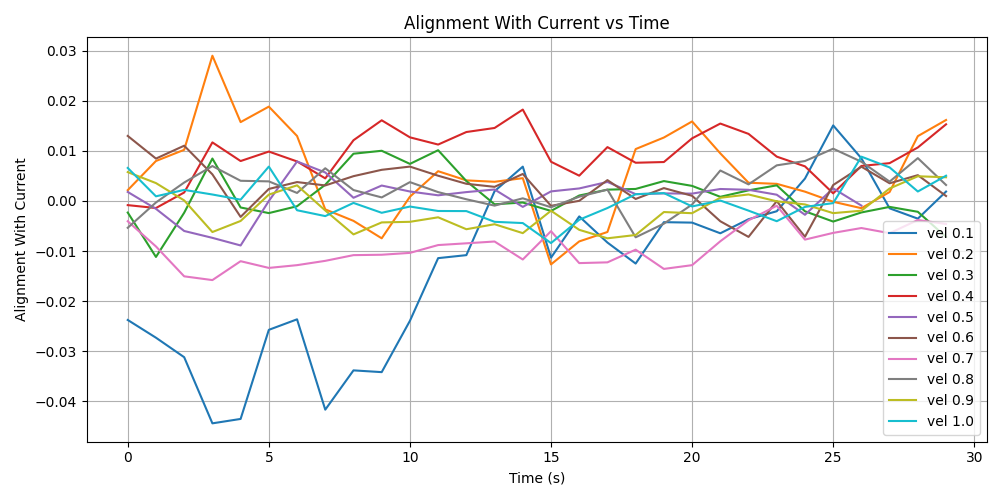 Alignment With Current vs Time
Alignment With Current
0.03
0.02
0.01
0.00
−0.01
−0.02
−0.03
−0.04
0
5
10
15
20
25
30
Time (s)
vel 0.1
vel 0.2
vel 0.3
vel 0.4
vel 0.5
vel 0.6
vel 0.7
vel 0.8
vel 0.9
vel 1.0